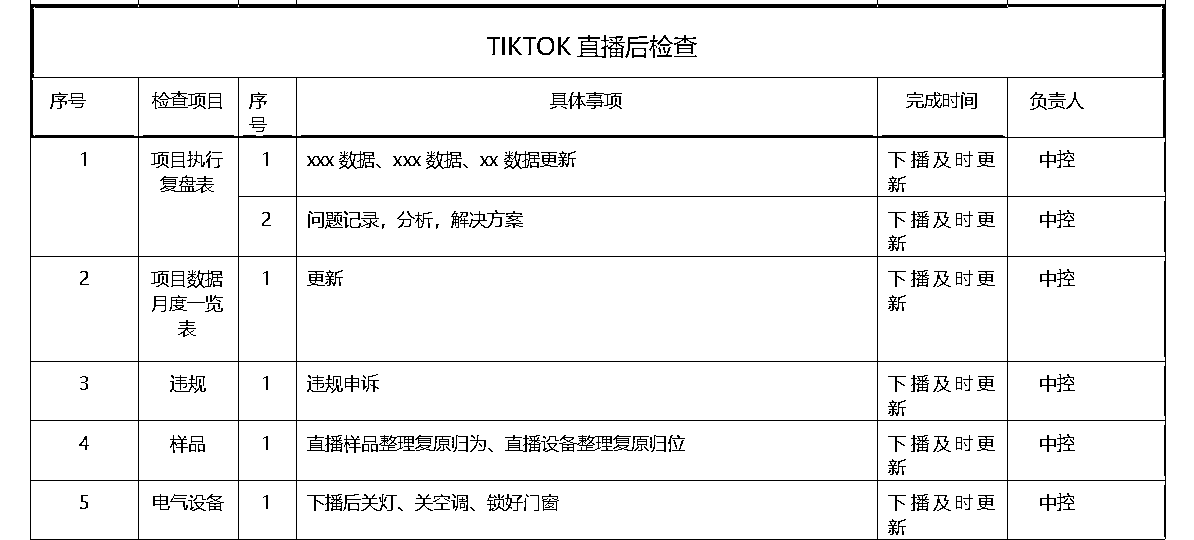 TIKTOK 直播后检查
序号 检查项目 序号 具体事项 完成时间 负责人
1 项目执行复盘表 1 xxx 数据、xxx 数据、xx 数据更新 下播及时更新 中控
2 问题记录，分析，解决方案 下播及时更新 中控
2 项目数据月度一览表 1 更新 下播及时更新 中控
3 违规 1 违规申诉 下播及时更新 中控
4 样品 1 直播样品整理复原归为、直播设备整理复原归位 下播及时更新 中控
5 电气设备 1 下播后关灯、关空调、锁好门窗 下播及时更新 中控